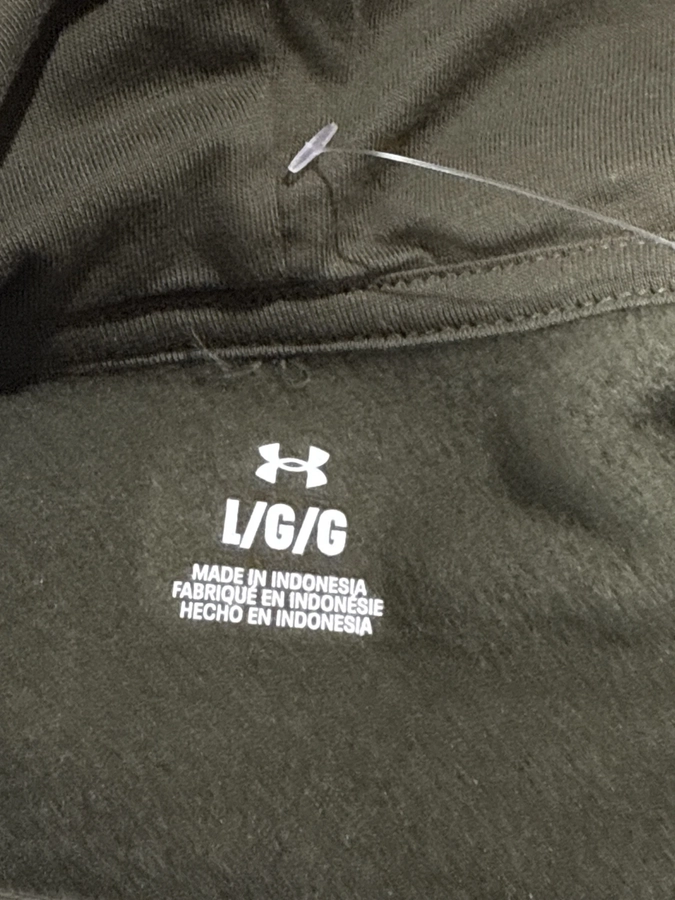 L/G/G
MADE IN INDONESIA
FABRIQUÉ EN INDONÉSIE
HECHO EN INDONESIA